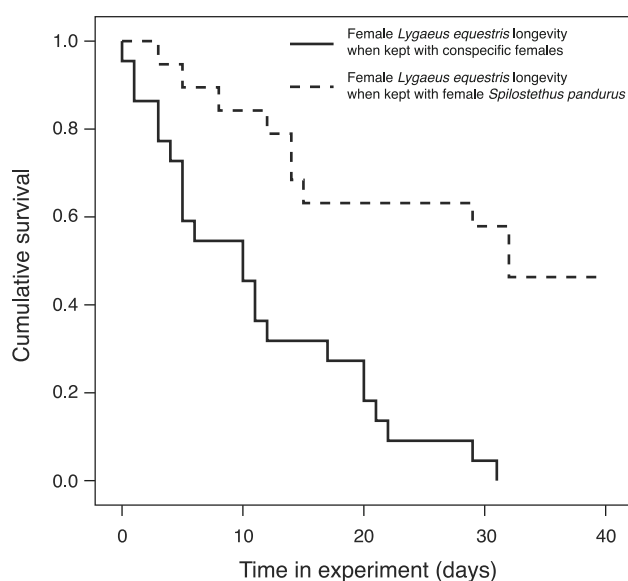 Female Lygaeus equestris longevity
when kept with conspecific females
Female Lygaeus equestris longevity
when kept with female Spilostethus pandurus
1.0
0.8
0.6
0.4
0.2
0.0
Cumulative survival
0 10 20 30 40
Time in experiment (days)